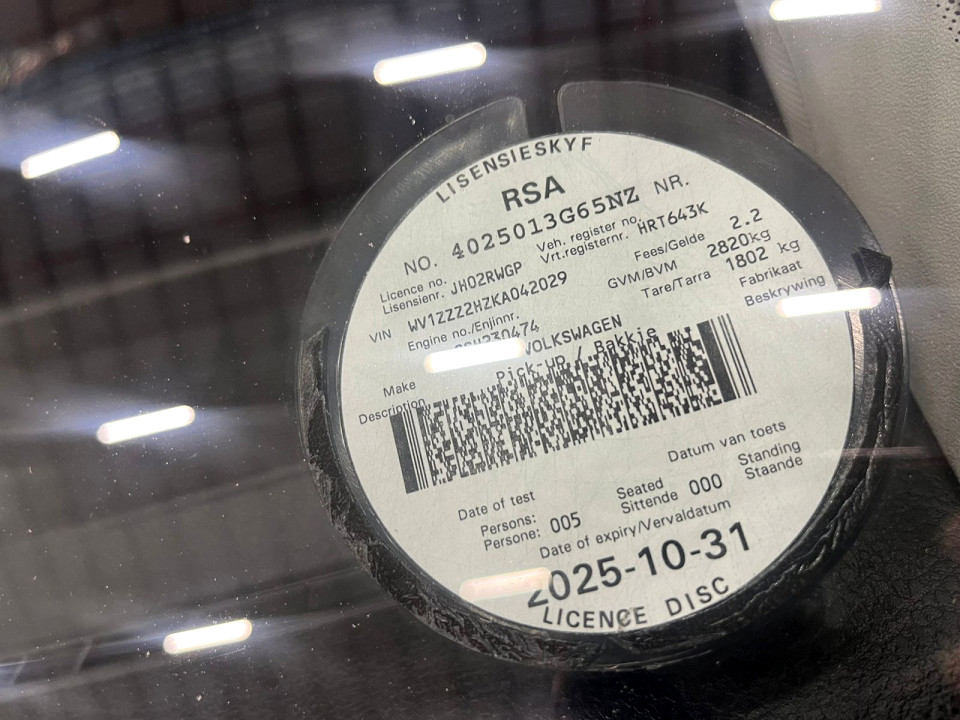 LISENSIESKYF
RSA
NO. 4025013G65NZ NR.
Licence no. Veh. register no.
Lisensienr. JH02RWGP Vrt.registernr. HRT643K
VIN WV1ZZZ2HZKA042029 Fees/Gelde 2.2
Engine no./Enjinnr. GVM/BVM 2820kg
230474 Tare/Tarra 1802 kg
Make VOLKSWAGEN Fabrikaat
Description Pick-up / Bakkie Beskrywing
Date of test Datum van toets
Persons: Seated Standing
Persone: 005 Sittende 000 Staande
Date of expiry/Vervaldatum
2025-10-31
LICENCE DISC